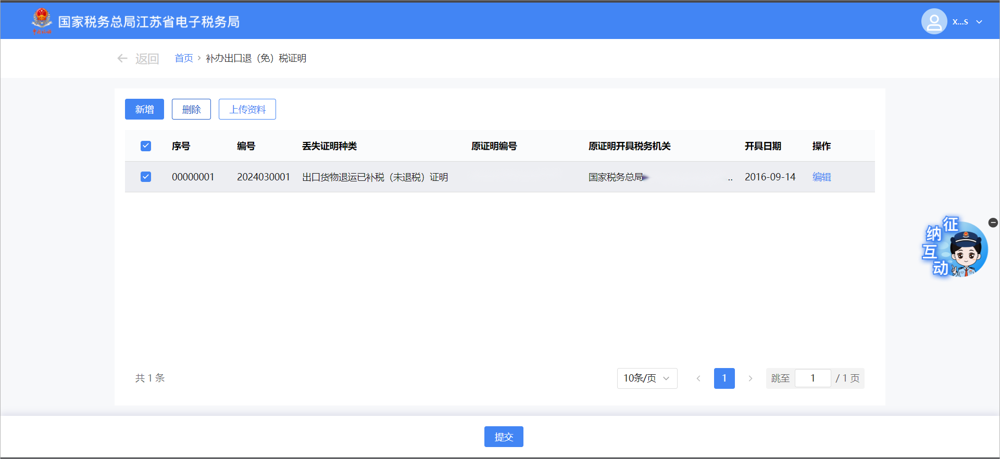 国家税务总局江苏省电子税务局
x...s
返回 首页 > 补办出口退（免）税证明
新增 删除 上传资料
序号 编号 丢失证明种类 原证明编号 原证明开具税务机关 开具日期 操作
00000001 2024030001 出口货物退运已补税（未退税）证明 国家税务总局 .. 2016-09-14 编辑
征
纳
互
动
共 1 条 10条/页 < 1 > 跳至 1 / 1 页
提交